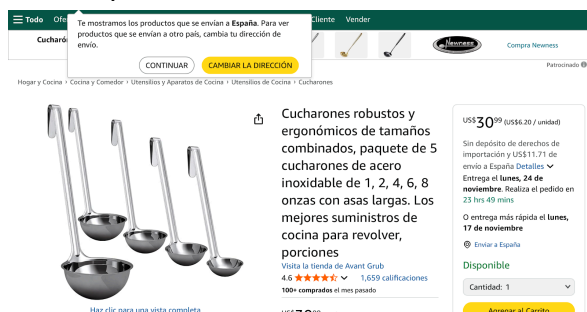 Todo
Te mostramos los productos que se envían a España. Para ver
productos que se envían a otro país, cambia tu dirección de
envío.
CONTINUAR
CAMBIAR LA DIRECCIÓN
Cliente
Vender
Newness
Compra Newness
Patrocinado
Hogar y Cocina › Cocina y Comedor › Utensilios y Aparatos de Cocina › Utensilios de Cocina › Cucharones
Haz clic para una vista completa
Cucharones robustos y
ergonómicos de tamaños
combinados, paquete de 5
cucharones de acero
inoxidable de 1, 2, 4, 6, 8
onzas con asas largas. Los
mejores suministros de
cocina para revolver,
porciones
Visita la tienda de Avant Grub
4.6
1,659 calificaciones
100+ comprados el mes pasado
US$30⁹⁹ (US$6.20 / unidad)
Sin depósito de derechos de
importación y US$11.71 de
envío a España Detalles
Entrega el lunes, 24 de
noviembre. Realiza el pedido en
23 hrs 49 mins
O entrega más rápida el lunes,
17 de noviembre
Enviar a España
Disponible
Cantidad: 1
Agregar al Carrito